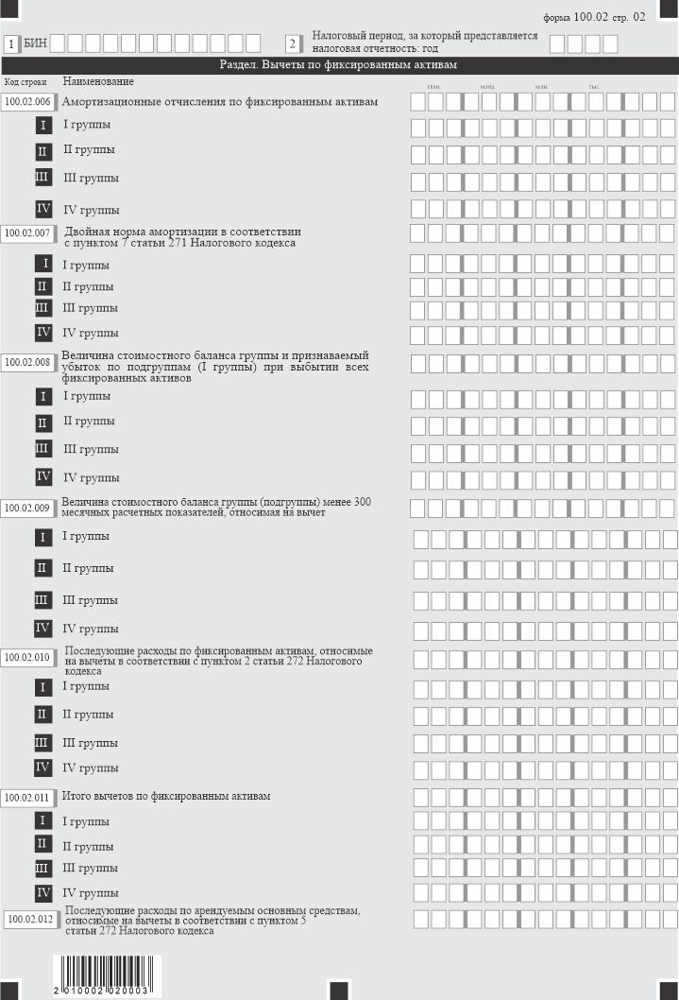 форма 100.02 стр. 02
1 БИН 2 Налоговый период, за который представляется
налоговая отчетность: год
Раздел. Вычеты по фиксированным активам
Код строки Наименование
трлн. млрд. млн. тыс.
100.02.006 Амортизационные отчисления по фиксированным активам
I I группы
II II группы
III III группы
IV IV группы
100.02.007 Двойная норма амортизации в соответствии
с пунктом 7 статьи 271 Налогового кодекса
I I группы
II II группы
III III группы
IV IV группы
100.02.008 Величина стоимостного баланса группы и признаваемый
убыток по подгруппам (I группы) при выбытии всех
фиксированных активов
I I группы
II II группы
III III группы
IV IV группы
100.02.009 Величина стоимостного баланса группы (подгруппы) менее 300
месячных расчетных показателей, относимая на вычет
I I группы
II II группы
III III группы
IV IV группы
100.02.010 Последующие расходы по фиксированным активам, относимые
на вычеты в соответствии с пунктом 2 статьи 272 Налогового
кодекса
I I группы
II II группы
III III группы
IV IV группы
100.02.011 Итого вычетов по фиксированным активам
I I группы
II II группы
III III группы
IV IV группы
100.02.012 Последующие расходы по арендуемым основным средствам,
относимые на вычеты в соответствии с пунктом 5
статьи 272 Налогового кодекса
2 010002 020003